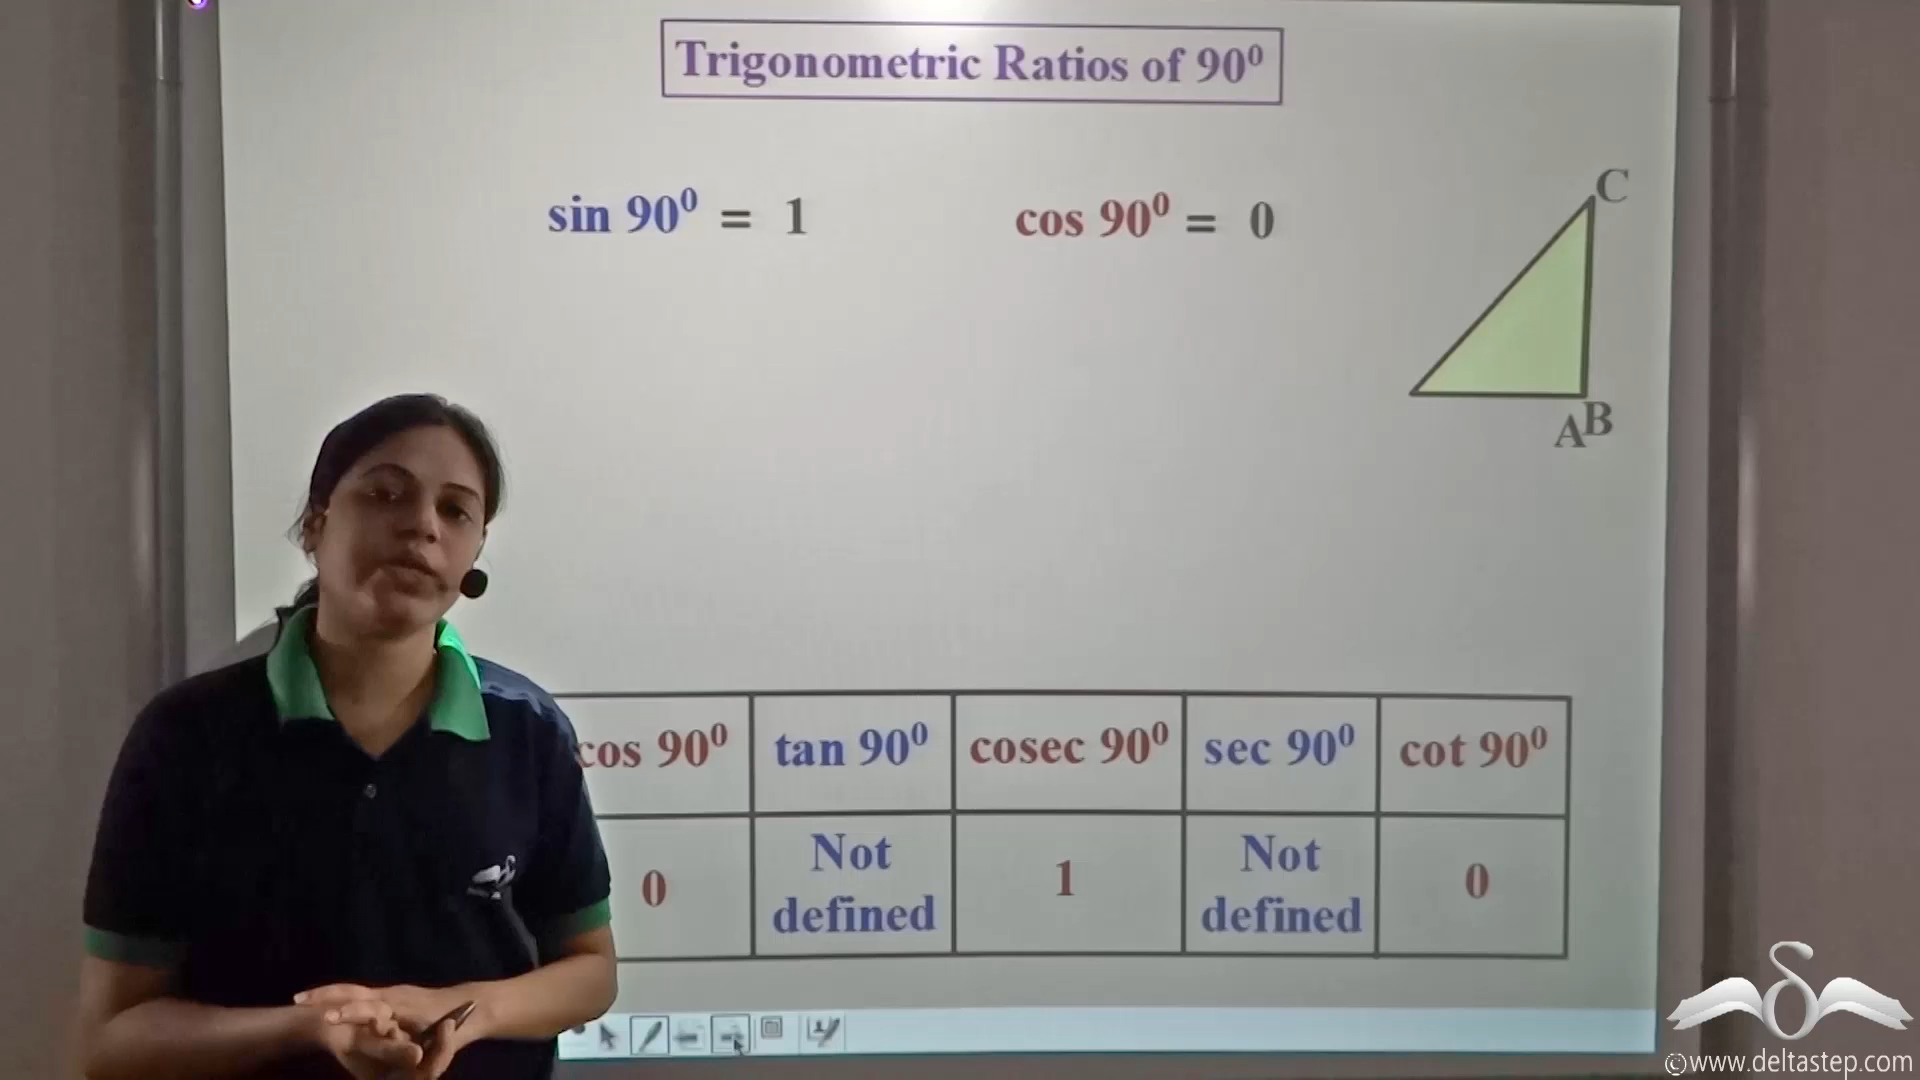 Trigonometric Ratios of 90⁰
sin 90⁰ = 1
cos 90⁰ = 0
C
A B
cos 90⁰ tan 90⁰ cosec 90⁰ sec 90⁰ cot 90⁰
0 Not defined 1 Not defined 0
©www.deltastep.com